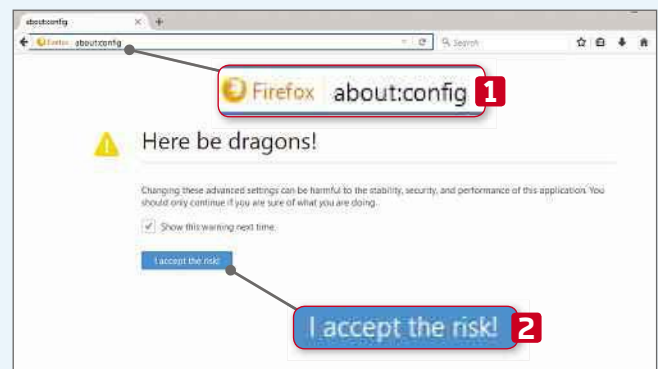 about:config × +
Firefox about:config Search
Firefox about:config 1
Here be dragons!
Changing these advanced settings can be harmful to the stability, security, and performance of this application. You
should only continue if you are sure of what you are doing.
Show this warning next time
I accept the risk!
I accept the risk! 2